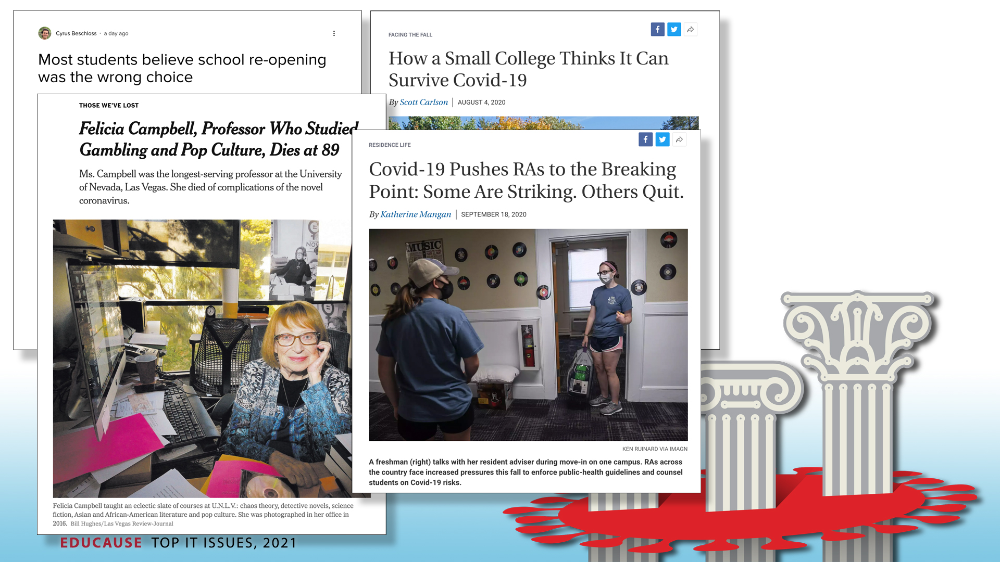 Cyrus Beschloss · a day ago
Most students believe school re-opening
was the wrong choice
FACING THE FALL
How a Small College Thinks It Can
Survive Covid-19
By Scott Carlson | AUGUST 4, 2020
THOSE WE'VE LOST
Felicia Campbell, Professor Who Studied
Gambling and Pop Culture, Dies at 89
Ms. Campbell was the longest-serving professor at the University
of Nevada, Las Vegas. She died of complications of the novel
coronavirus.
NOW
Felicia Campbell taught an eclectic slate of courses at U.N.L.V.: chaos theory, detective novels, science
fiction, Asian and African-American literature and pop culture. She was photographed in her office in
2016. Bill Hughes/Las Vegas Review-Journal
RESIDENCE LIFE
Covid-19 Pushes RAs to the Breaking
Point: Some Are Striking. Others Quit.
By Katherine Mangan | SEPTEMBER 18, 2020
MUSIC
KEN RUINARD VIA IMAGN
A freshman (right) talks with her resident adviser during move-in on one campus. RAs across
the country face increased pressures this fall to enforce public-health guidelines and counsel
students on Covid-19 risks.
EDUCAUSE TOP IT ISSUES, 2021